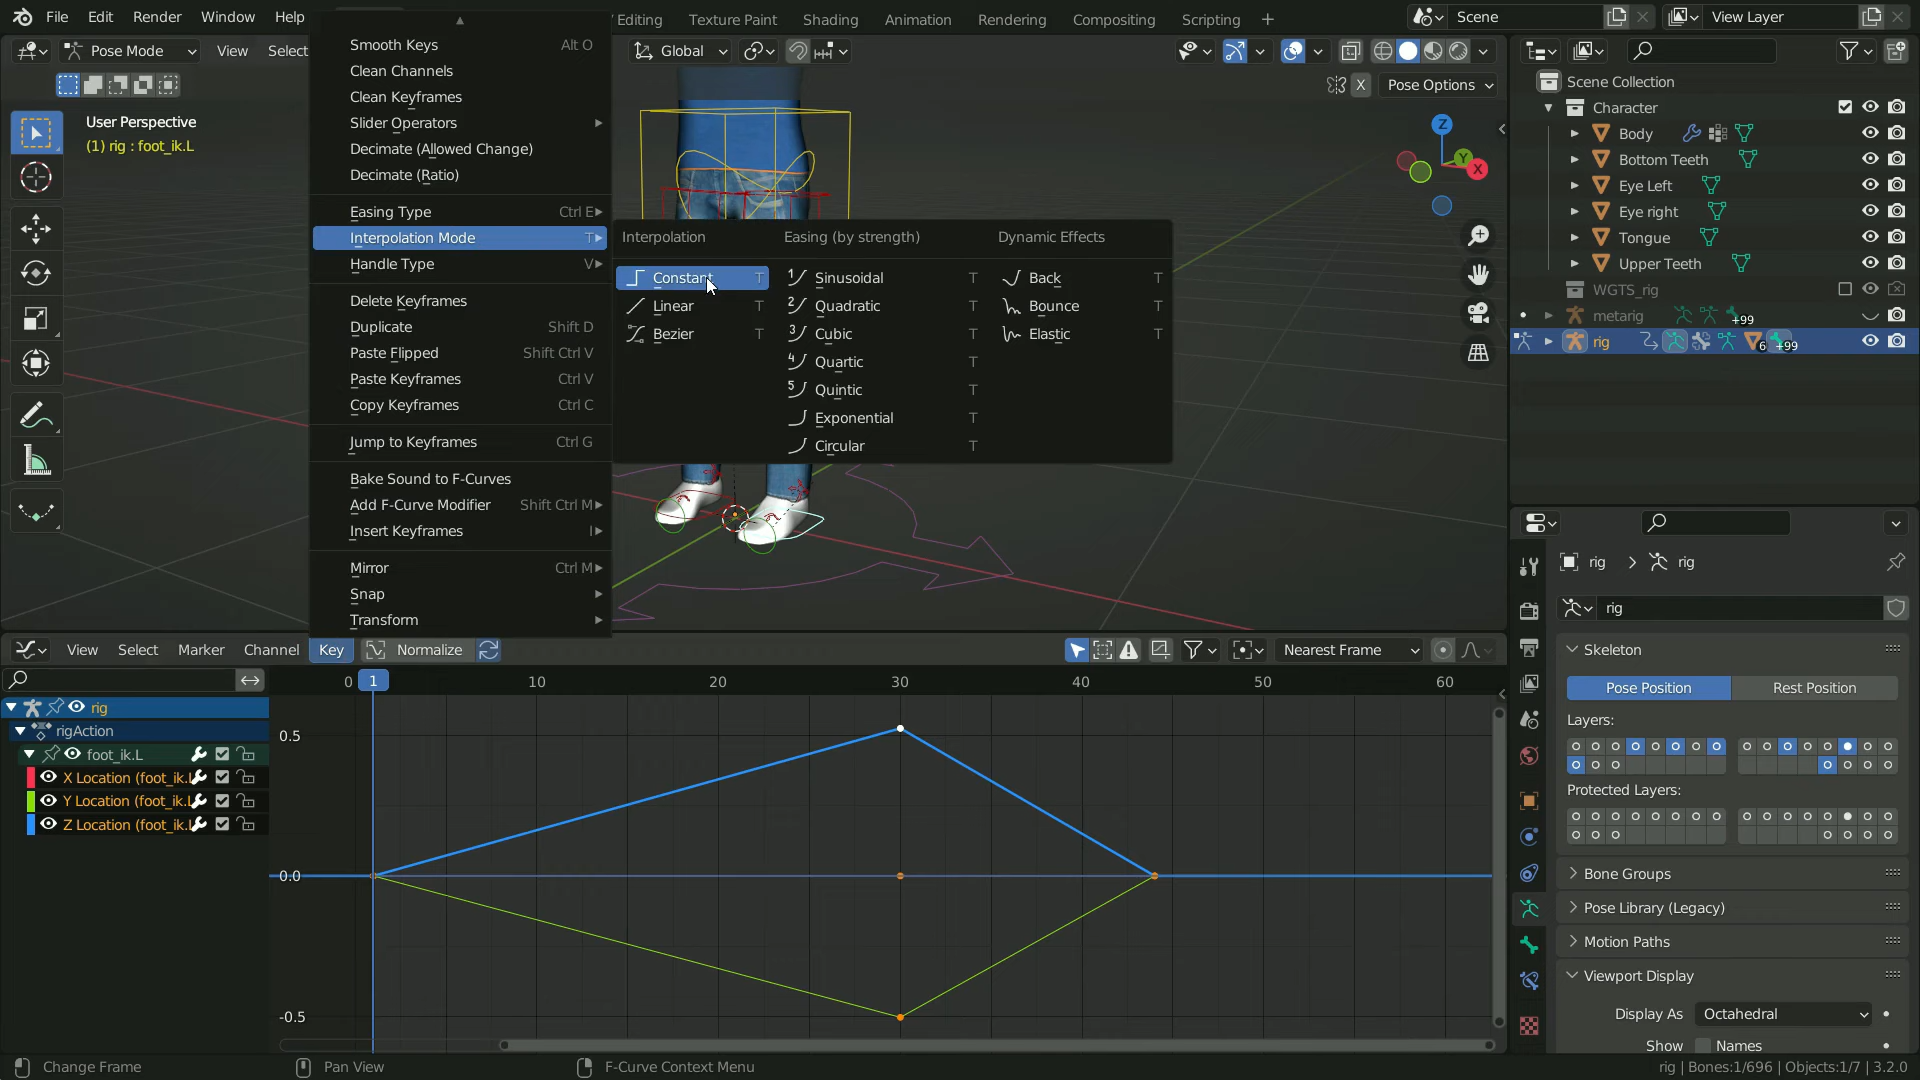 File Edit Render Window Help Editing Texture Paint Shading Animation Rendering Compositing Scripting + Scene View Layer
Pose Mode View Select Global
X Pose Options
User Perspective
(1) rig : foot_ik.L
Smooth Keys Alt O
Clean Channels
Clean Keyframes
Slider Operators
Decimate (Allowed Change)
Decimate (Ratio)
Easing Type Ctrl E
Interpolation Mode T
Handle Type V
Delete Keyframes
Duplicate Shift D
Paste Flipped Shift Ctrl V
Paste Keyframes Ctrl V
Copy Keyframes Ctrl C
Jump to Keyframes Ctrl G
Bake Sound to F-Curves
Add F-Curve Modifier Shift Ctrl M
Insert Keyframes I
Mirror Ctrl M
Snap
Transform
Interpolation Easing (by strength) Dynamic Effects
Constant T Sinusoidal T Back T
Linear T Quadratic T Bounce T
Bezier T Cubic T Elastic T
Quartic T
Quintic T
Exponential T
Circular T
Z
Y
X
Scene Collection
Character
Body
Bottom Teeth
Eye Left
Eye right
Tongue
Upper Teeth
WGTS_rig
metarig +99
rig 6 +99
rig > rig
rig
Skeleton
Pose Position Rest Position
Layers:
Protected Layers:
Bone Groups
Pose Library (Legacy)
Motion Paths
Viewport Display
Display As Octahedral
Show Names
View Select Marker Channel Key Normalize Nearest Frame
0 1 10 20 30 40 50 60
rig
rigAction
foot_ik.L
X Location (foot_ik.L
Y Location (foot_ik.L
Z Location (foot_ik.L
0.5
0.0
-0.5
Change Frame Pan View F-Curve Context Menu rig | Bones:1/696 | Objects:1/7 | 3.2.0